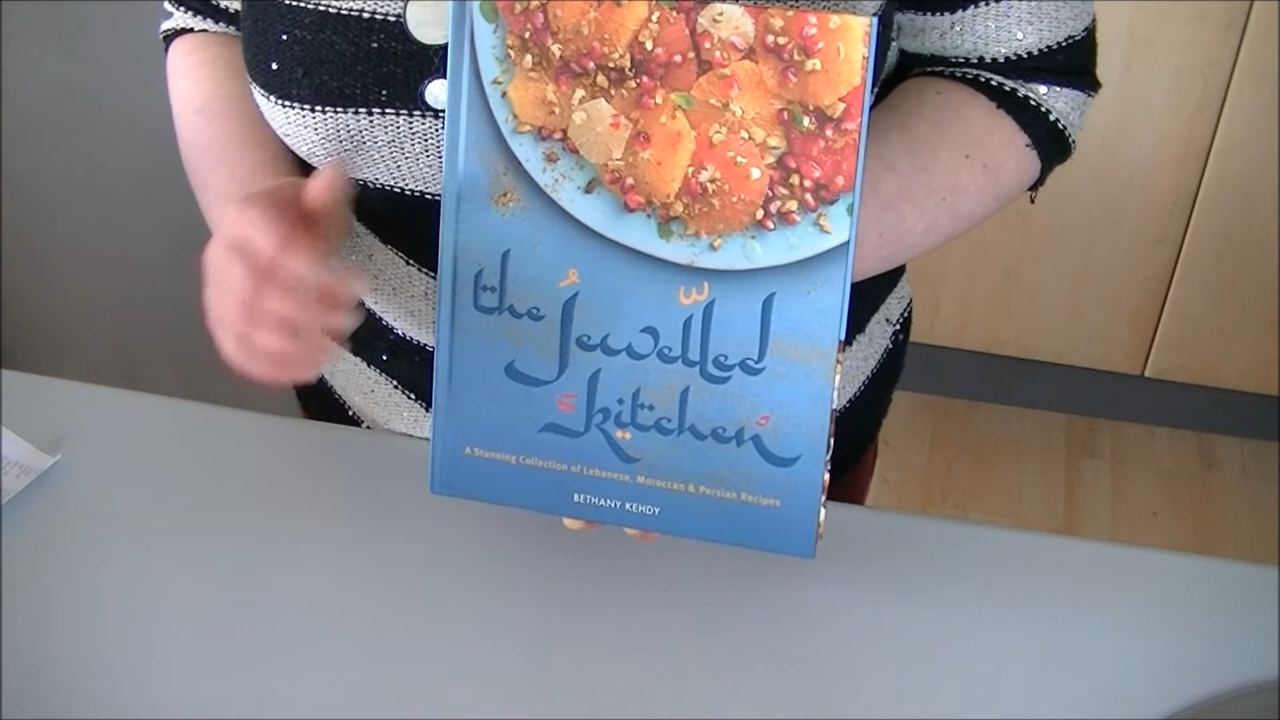 the Jewelled
kitchen
A Stunning Collection of Lebanese, Moroccan & Persian Recipes
BETHANY KEHDY